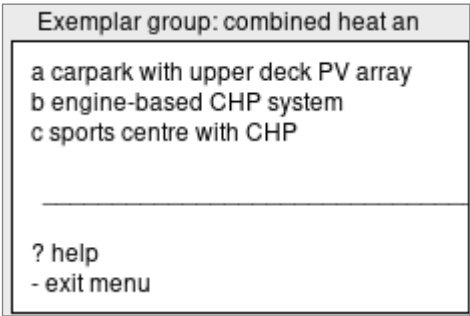 Exemplar group: combined heat an
a carpark with upper deck PV array
b engine-based CHP system
c sports centre with CHP
? help
- exit menu